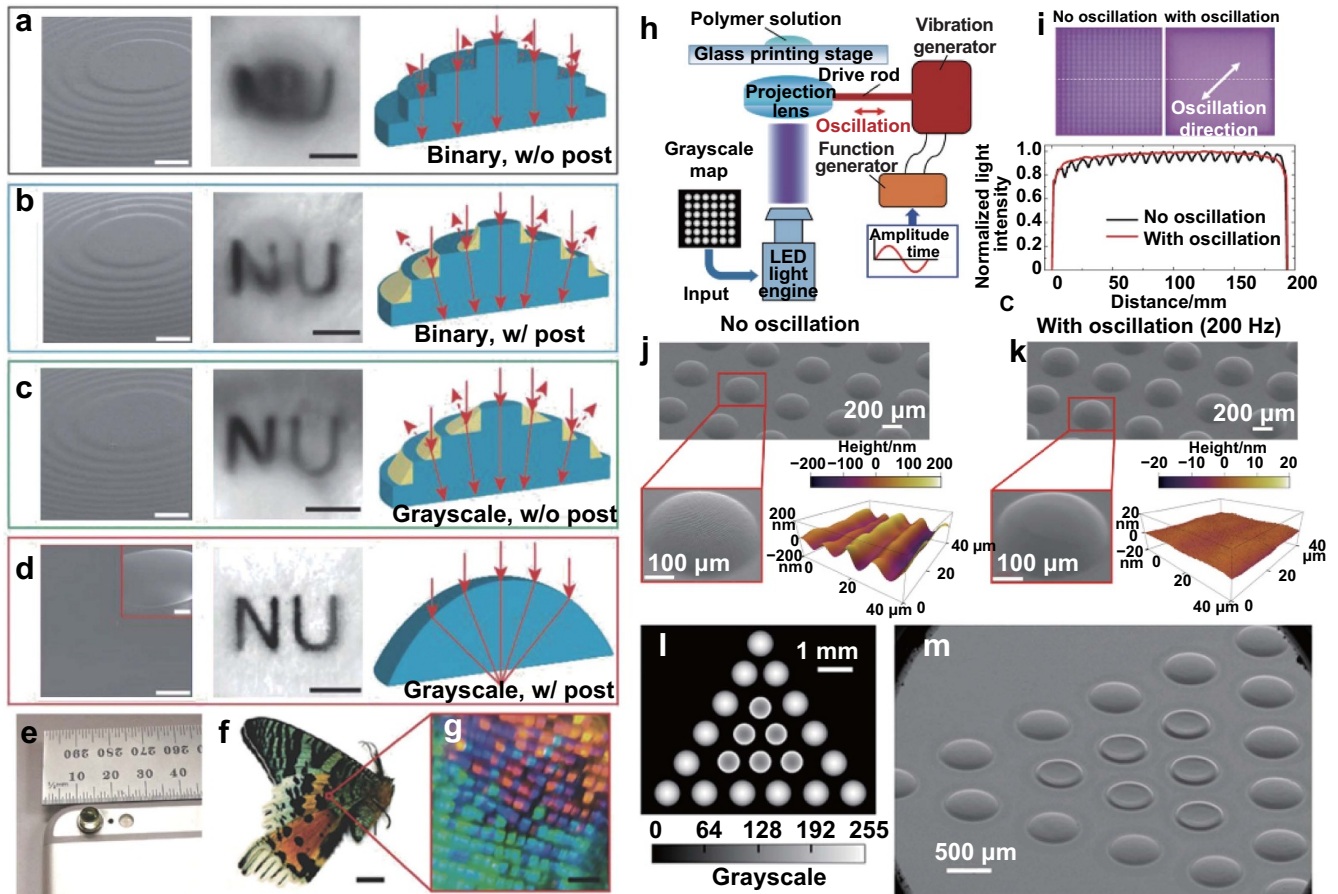 a
NU
Binary, w/o post
b
NU
Binary, w/ post
c
NU
Grayscale, w/o post
d
NU
Grayscale, w/ post
e
290 280 270 260
10 20 30 40
f
g
h
Polymer solution
Glass printing stage
Vibration
generator
Drive rod
Projection
lens
Oscillation
Grayscale
map
Function
generator
Amplitude
time
LED
light
engine
Input
i
No oscillation with oscillation
Oscillation
direction
Normalized light
intensity
1.0
0.8
0.6
0.4
0.2
0
No oscillation
With oscillation
0 50 100 150 200
Distance/mm
C
No oscillation
With oscillation (200 Hz)
j
200 μm
Height/nm
−200 −100 0 100 200
100 μm
200
nm
0
−200
nm
0
20
40 μm
0
20
40 μm
k
200 μm
Height/nm
−20 −10 0 10 20
100 μm
20
nm
0
−20
nm
0
20
40 μm
0
20
40
μm
l
1 mm
0 64 128 192 255
Grayscale
m
500 μm